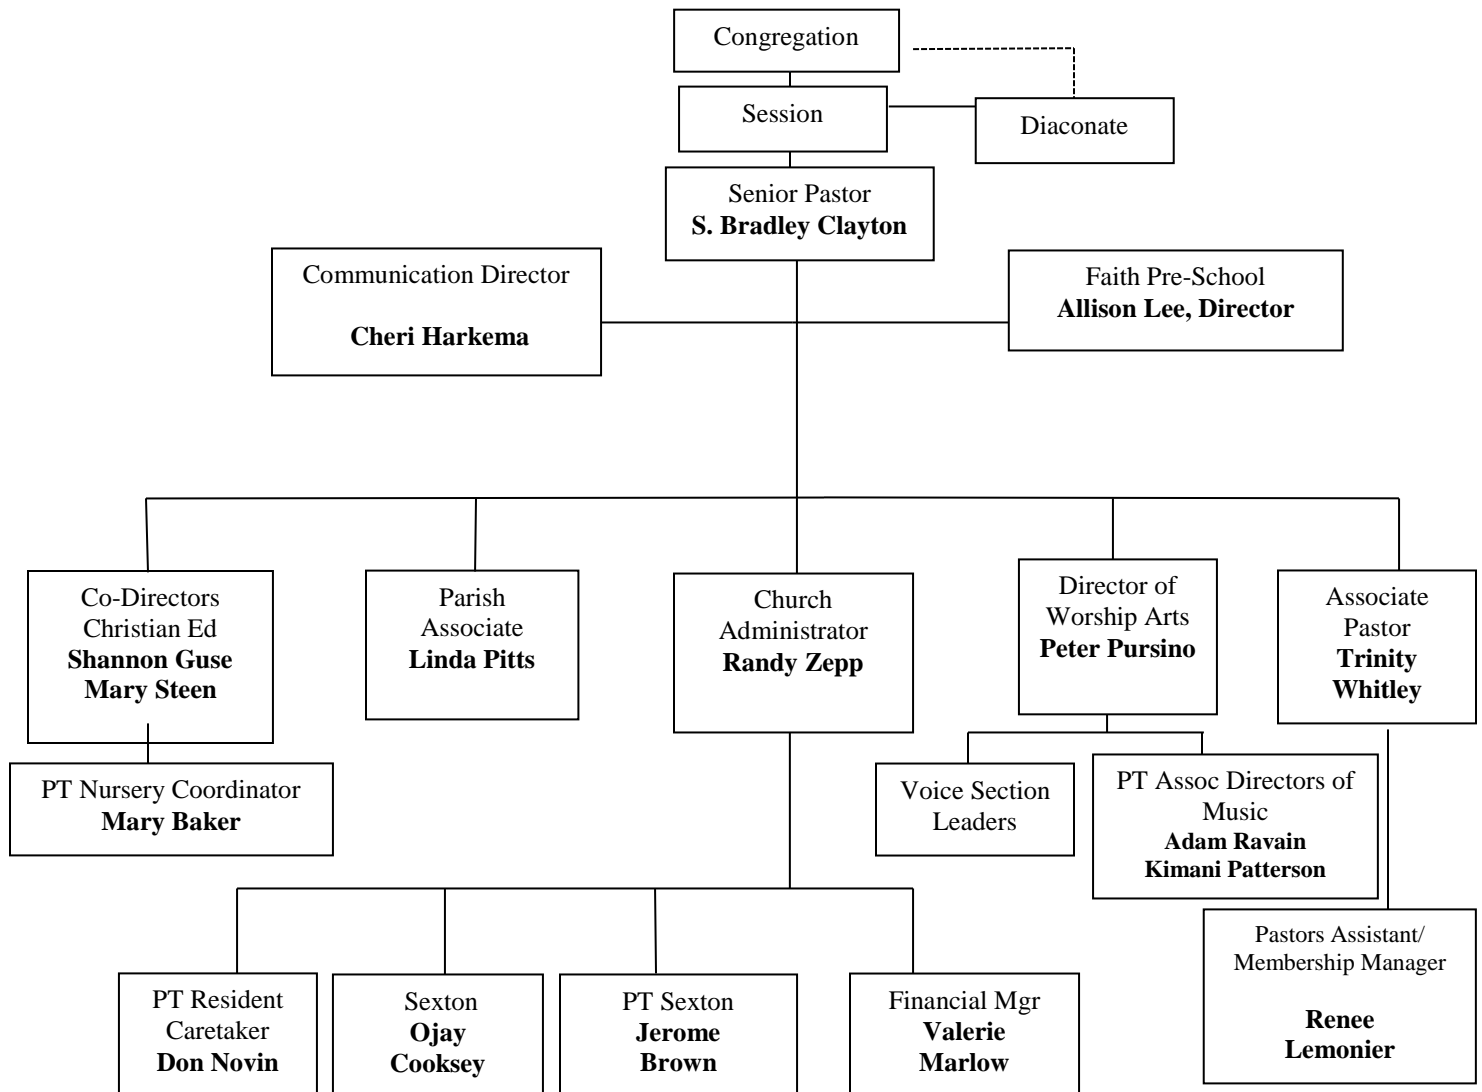 Congregation
Session
Diaconate
Senior Pastor
S. Bradley Clayton
Communication Director
Cheri Harkema
Faith Pre-School
Allison Lee, Director
Co-Directors
Christian Ed
Shannon Guse
Mary Steen
Parish
Associate
Linda Pitts
Church
Administrator
Randy Zepp
Director of
Worship Arts
Peter Pursino
Associate
Pastor
Trinity
Whitley
PT Nursery Coordinator
Mary Baker
Voice Section
Leaders
PT Assoc Directors of
Music
Adam Ravain
Kimani Patterson
PT Resident
Caretaker
Don Novin
Sexton
Ojay
Cooksey
PT Sexton
Jerome
Brown
Financial Mgr
Valerie
Marlow
Pastors Assistant/
Membership Manager
Renee
Lemonier